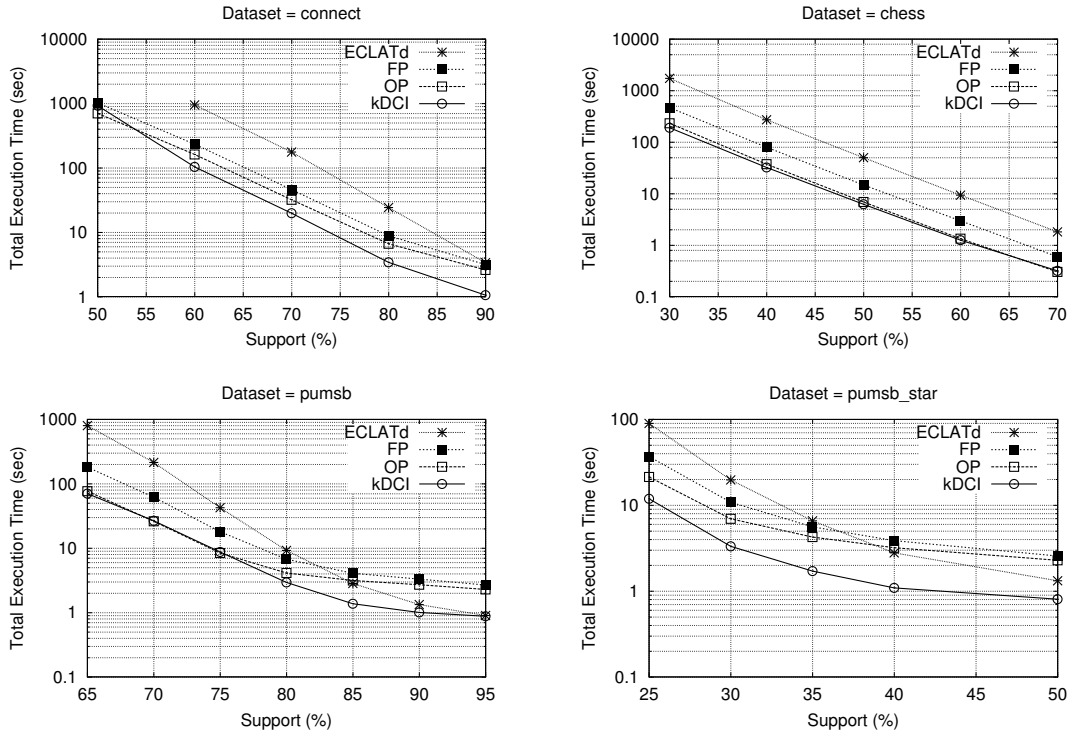 Dataset = connect
Total Execution Time (sec)
10000
1000
100
10
1
ECLATd
FP
OP
kDCI
50 55 60 65 70 75 80 85 90
Support (%)
Dataset = chess
Total Execution Time (sec)
10000
1000
100
10
1
0.1
ECLATd
FP
OP
kDCI
30 35 40 45 50 55 60 65 70
Support (%)
Dataset = pumsb
Total Execution Time (sec)
1000
100
10
1
0.1
ECLATd
FP
OP
kDCI
65 70 75 80 85 90 95
Support (%)
Dataset = pumsb_star
Total Execution Time (sec)
100
10
1
0.1
ECLATd
FP
OP
kDCI
25 30 35 40 45 50
Support (%)